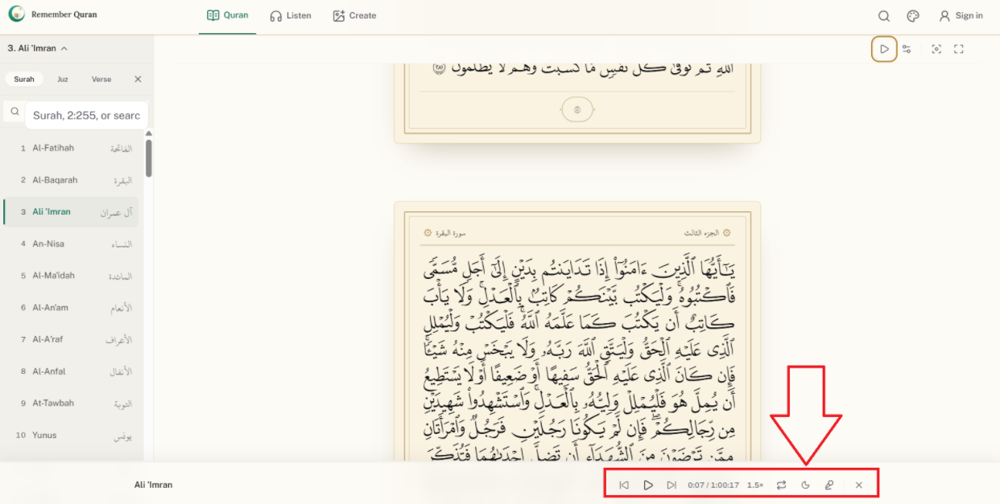 Remember Quran
Quran
Listen
Create
Sign in
3. Ali 'Imran
Surah
Juz
Verse
Surah, 2:255, or searc
1 Al-Fatihah الفاتحة
2 Al-Baqarah البقرة
3 Ali 'Imran آل عمران
4 An-Nisa النساء
5 Al-Ma'idah المائدة
6 Al-An'am الأنعام
7 Al-A'raf الأعراف
8 Al-Anfal الأنفال
9 At-Tawbah التوبة
10 Yunus يونس
اللَّهِ ثُمَّ تُوَفَّىٰ كُلُّ نَفْسٍ مَّا كَسَبَتْ وَهُمْ لَا يُظْلَمُونَ ٢٨١
الجزء الثالث
سورة البقرة
يَـٰٓأَيُّهَا ٱلَّذِينَ ءَامَنُوٓا۟ إِذَا تَدَايَنتُم بِدَيْنٍ إِلَىٰٓ أَجَلٍ مُّسَمًّى
فَٱكْتُبُوهُ ۚ وَلْيَكْتُب بَّيْنَكُمْ كَاتِبٌۢ بِٱلْعَدْلِ ۚ وَلَا يَأْبَ
كَاتِبٌ أَن يَكْتُبَ كَمَا عَلَّمَهُ ٱللَّهُ ۚ فَلْيَكْتُبْ وَلْيُمْلِلِ
ٱلَّذِى عَلَيْهِ ٱلْحَقُّ وَلْيَتَّقِ ٱللَّهَ رَبَّهُۥ وَلَا يَبْخَسْ مِنْهُ شَيْـًٔا ۚ
فَإِن كَانَ ٱلَّذِى عَلَيْهِ ٱلْحَقُّ سَفِيهًا أَوْ ضَعِيفًا أَوْ لَا يَسْتَطِيعُ
أَن يُمِلَّ هُوَ فَلْيُمْلِلْ وَلِيُّهُۥ بِٱلْعَدْلِ ۚ وَٱسْتَشْهِدُوا۟ شَهِيدَيْنِ
مِن رِّجَالِكُمْ ۖ فَإِن لَّمْ يَكُونَا رَجُلَيْنِ فَرَجُلٌ وَٱمْرَأَتَانِ
مِمَّن تَرْضَوْنَ مِنَ ٱلشُّهَدَآءِ أَن تَضِلَّ إِحْدَىٰهُمَا فَتُذَكِّرَ
Ali 'Imran
0:07 / 1:00:17
1.5×